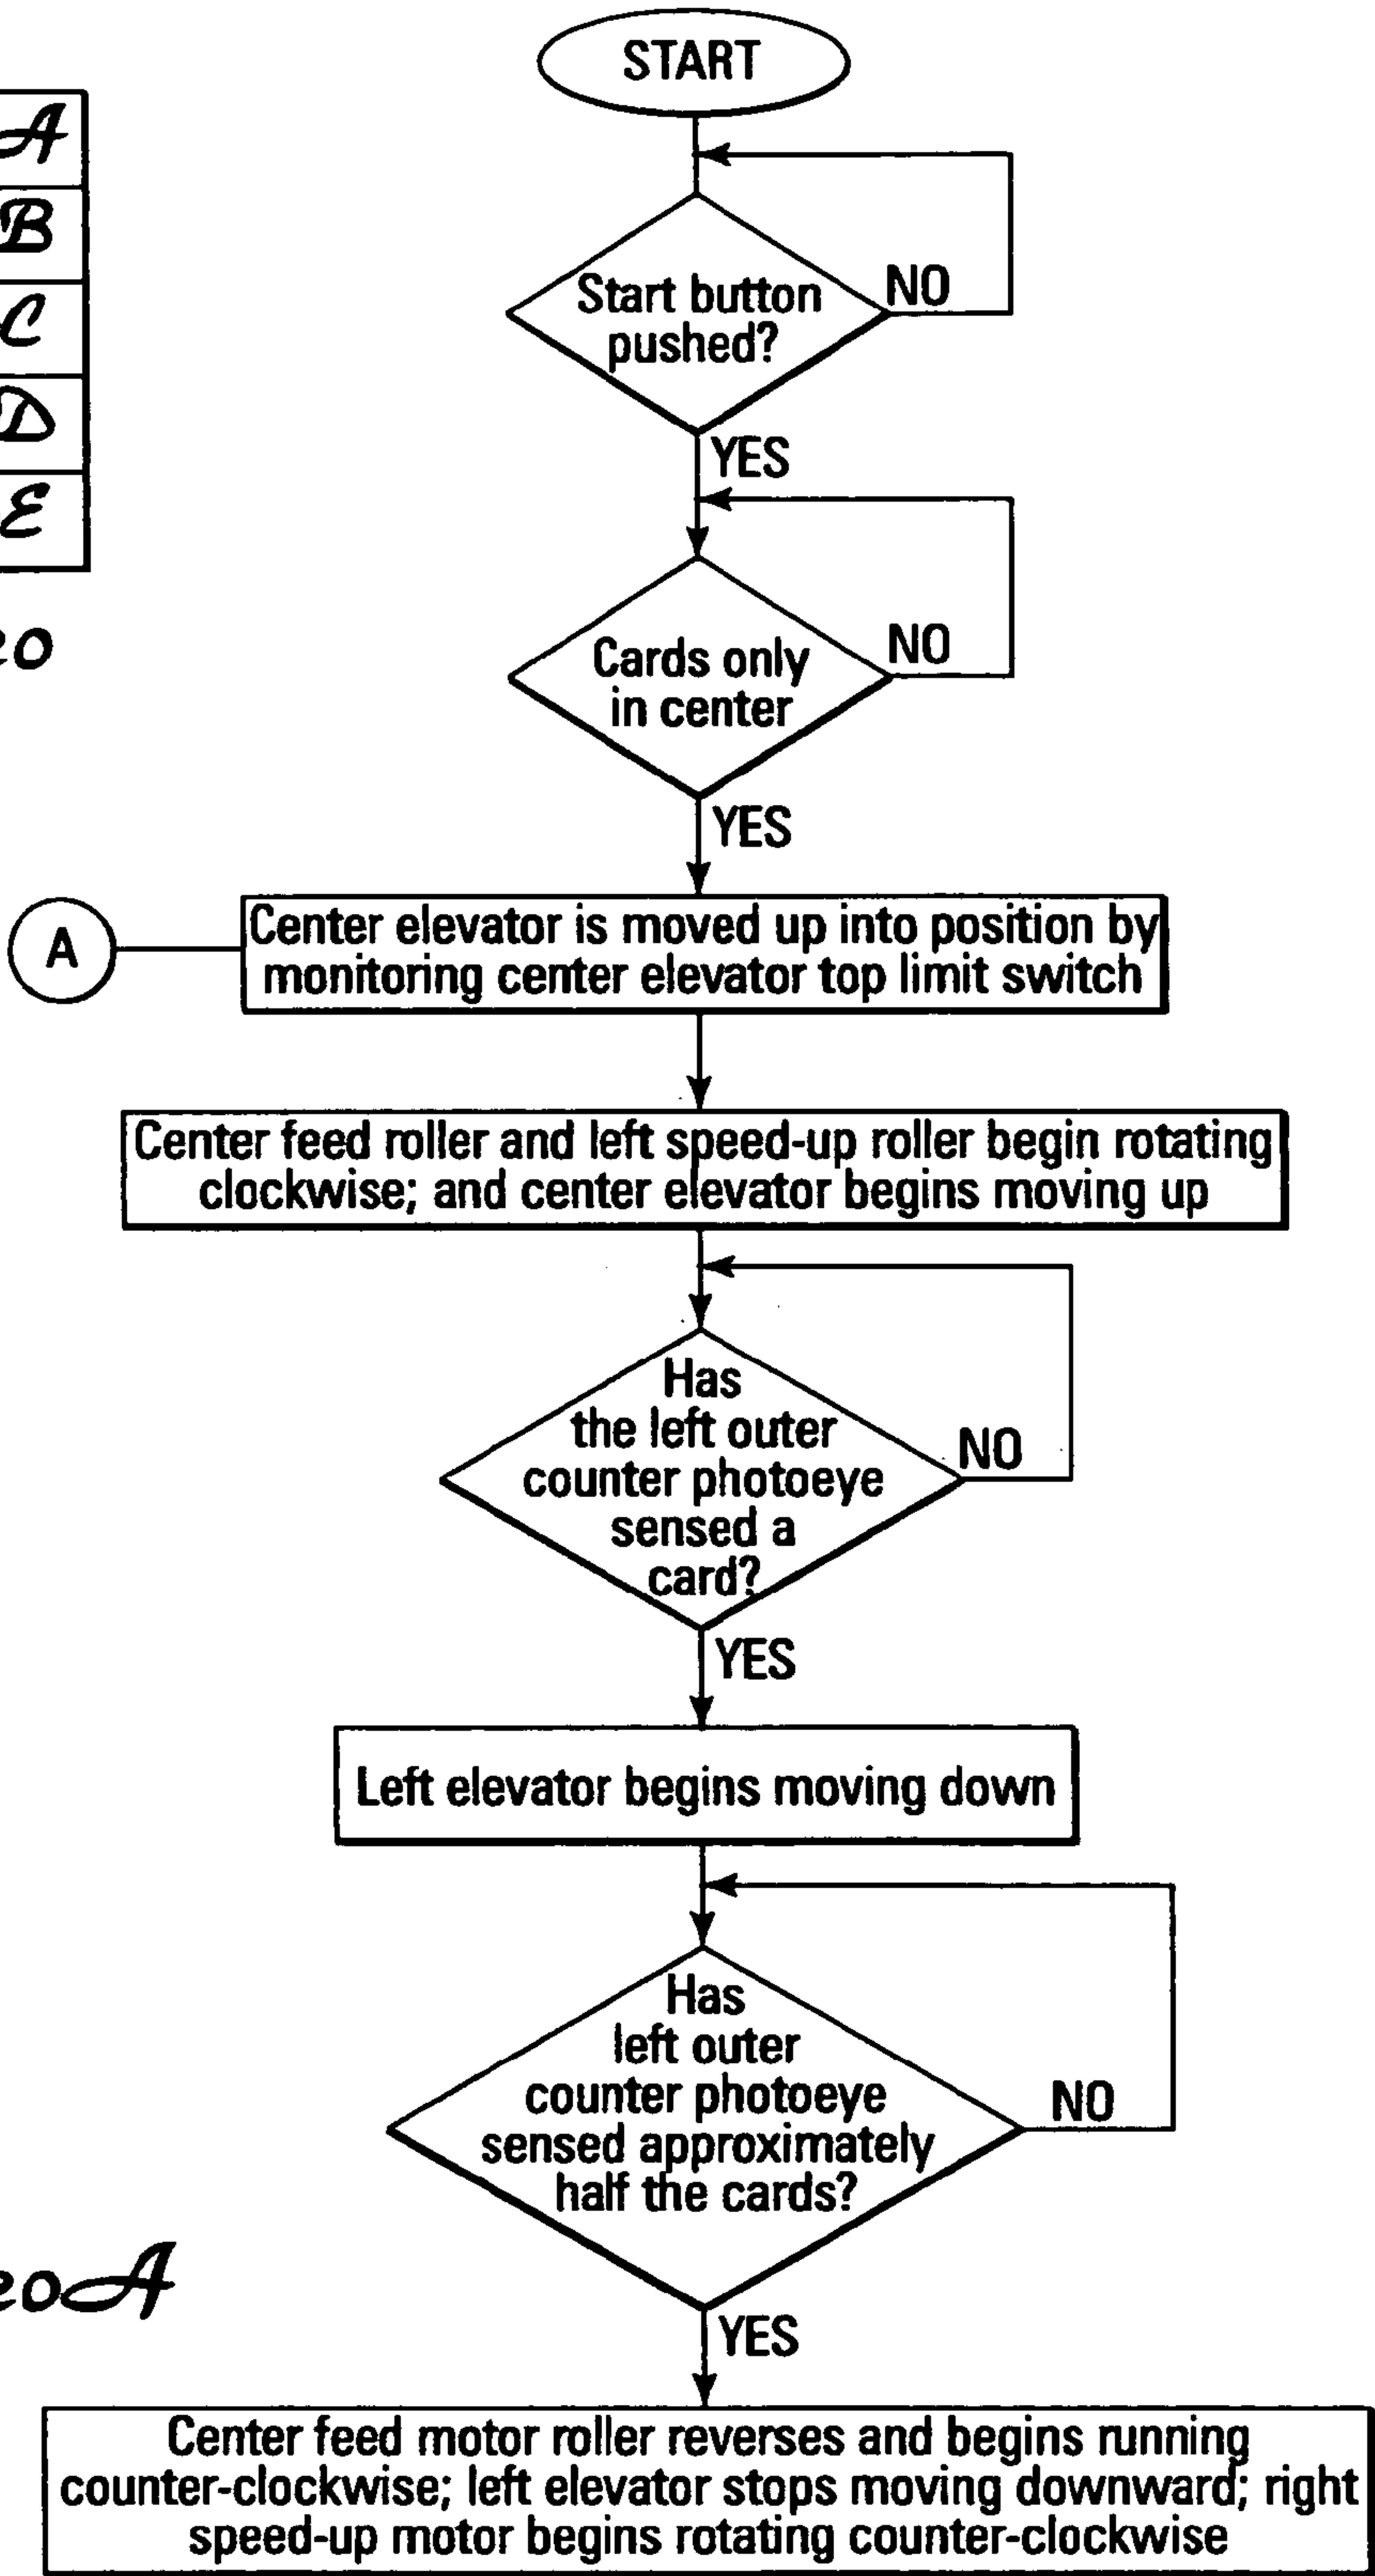 START
Start button
pushed?
NO
YES
Cards only
in center
NO
YES
A
B
C
D
E
20
A
Center elevator is moved up into position by
monitoring center elevator top limit switch
Center feed roller and left speed-up roller begin rotating
clockwise; and center elevator begins moving up
Has
the left outer
counter photoeye
sensed a
card?
NO
YES
Left elevator begins moving down
Has
left outer
counter photoeye
sensed approximately
half the cards?
NO
YES
20A
Center feed motor roller reverses and begins running
counter-clockwise; left elevator stops moving downward; right
speed-up motor begins rotating counter-clockwise